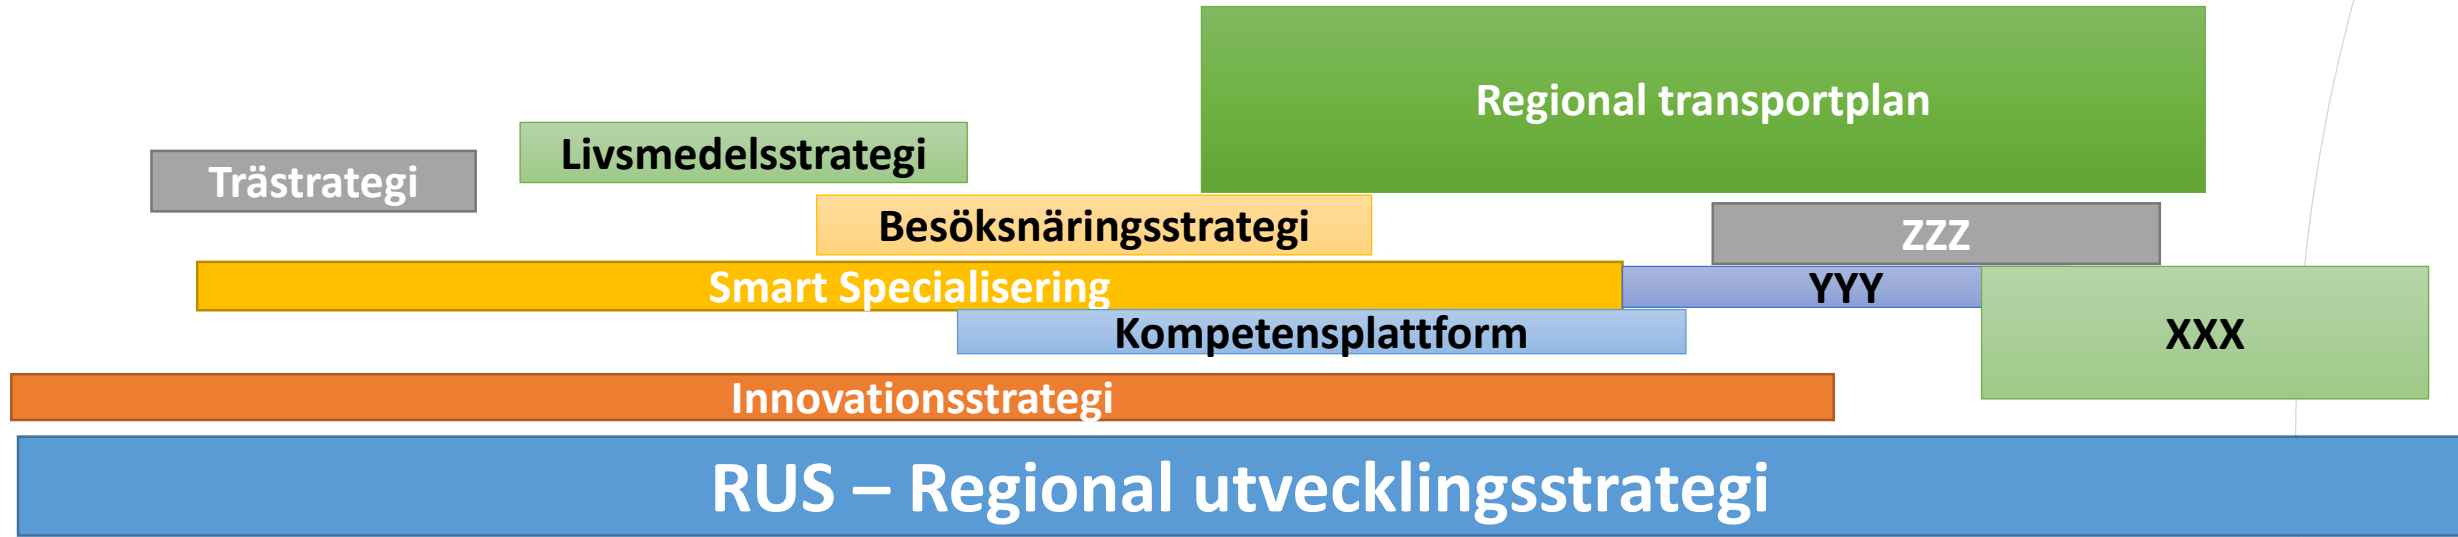 Regional transportplan
Livsmedelsstrategi
Trästrategi
Besöksnäringsstrategi
ZZZ
Smart Specialisering
YYY
Kompetensplattform
XXX
Innovationsstrategi
RUS – Regional utvecklingsstrategi